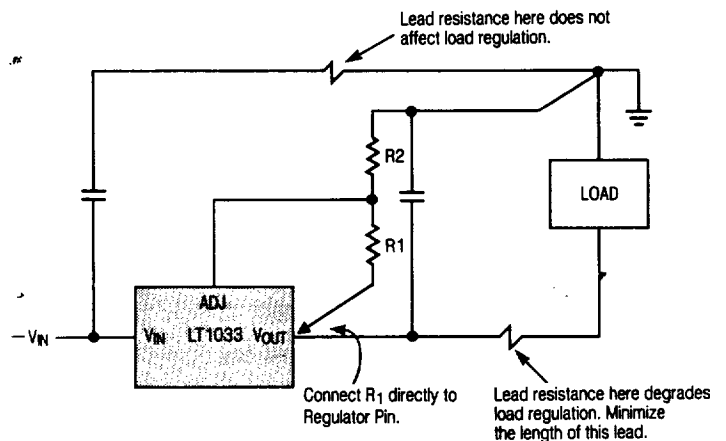 Lead resistance here does not
affect load regulation.
R2
LOAD
R1
ADJ
–VIN
VIN
LT1033
VOUT
Connect R1 directly to
Regulator Pin.
Lead resistance here degrades
load regulation. Minimize
the length of this lead.